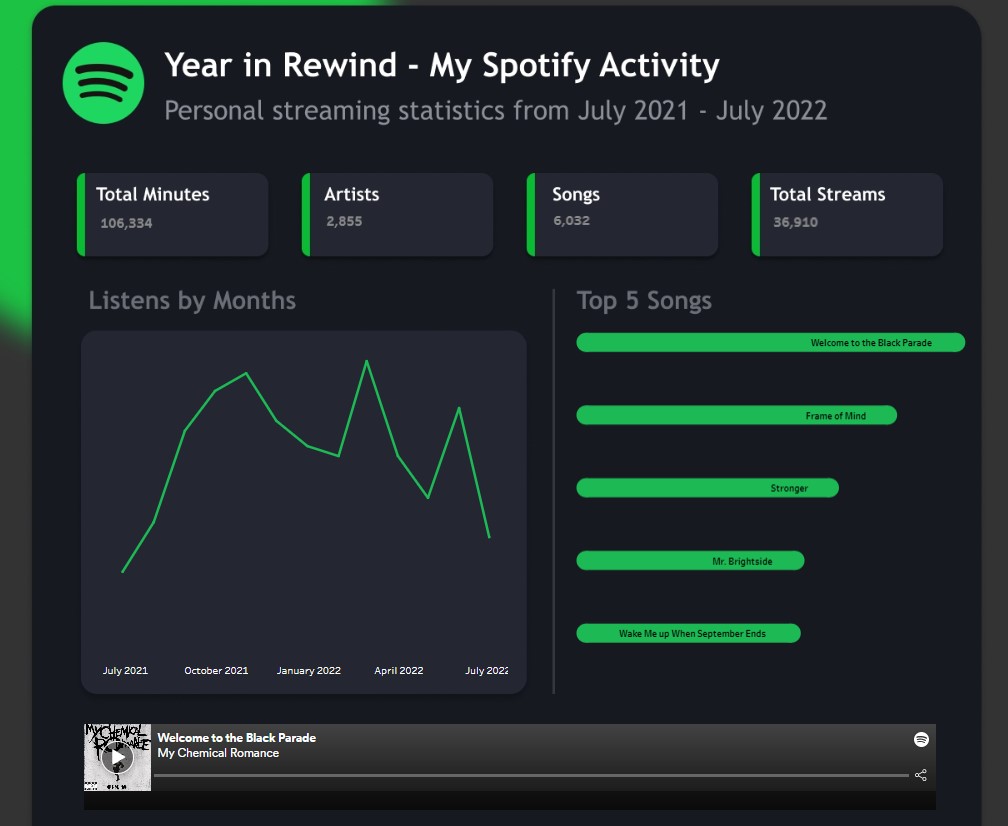 Year in Rewind - My Spotify Activity
Personal streaming statistics from July 2021 - July 2022
Total Minutes
106,334
Artists
2,855
Songs
6,032
Total Streams
36,910
Listens by Months
July 2021 October 2021 January 2022 April 2022 July 2022
Top 5 Songs
Welcome to the Black Parade
Frame of Mind
Stronger
Mr. Brightside
Wake Me up When September Ends
MY CHEMICAL
ROMANCE
Welcome to the Black Parade
My Chemical Romance